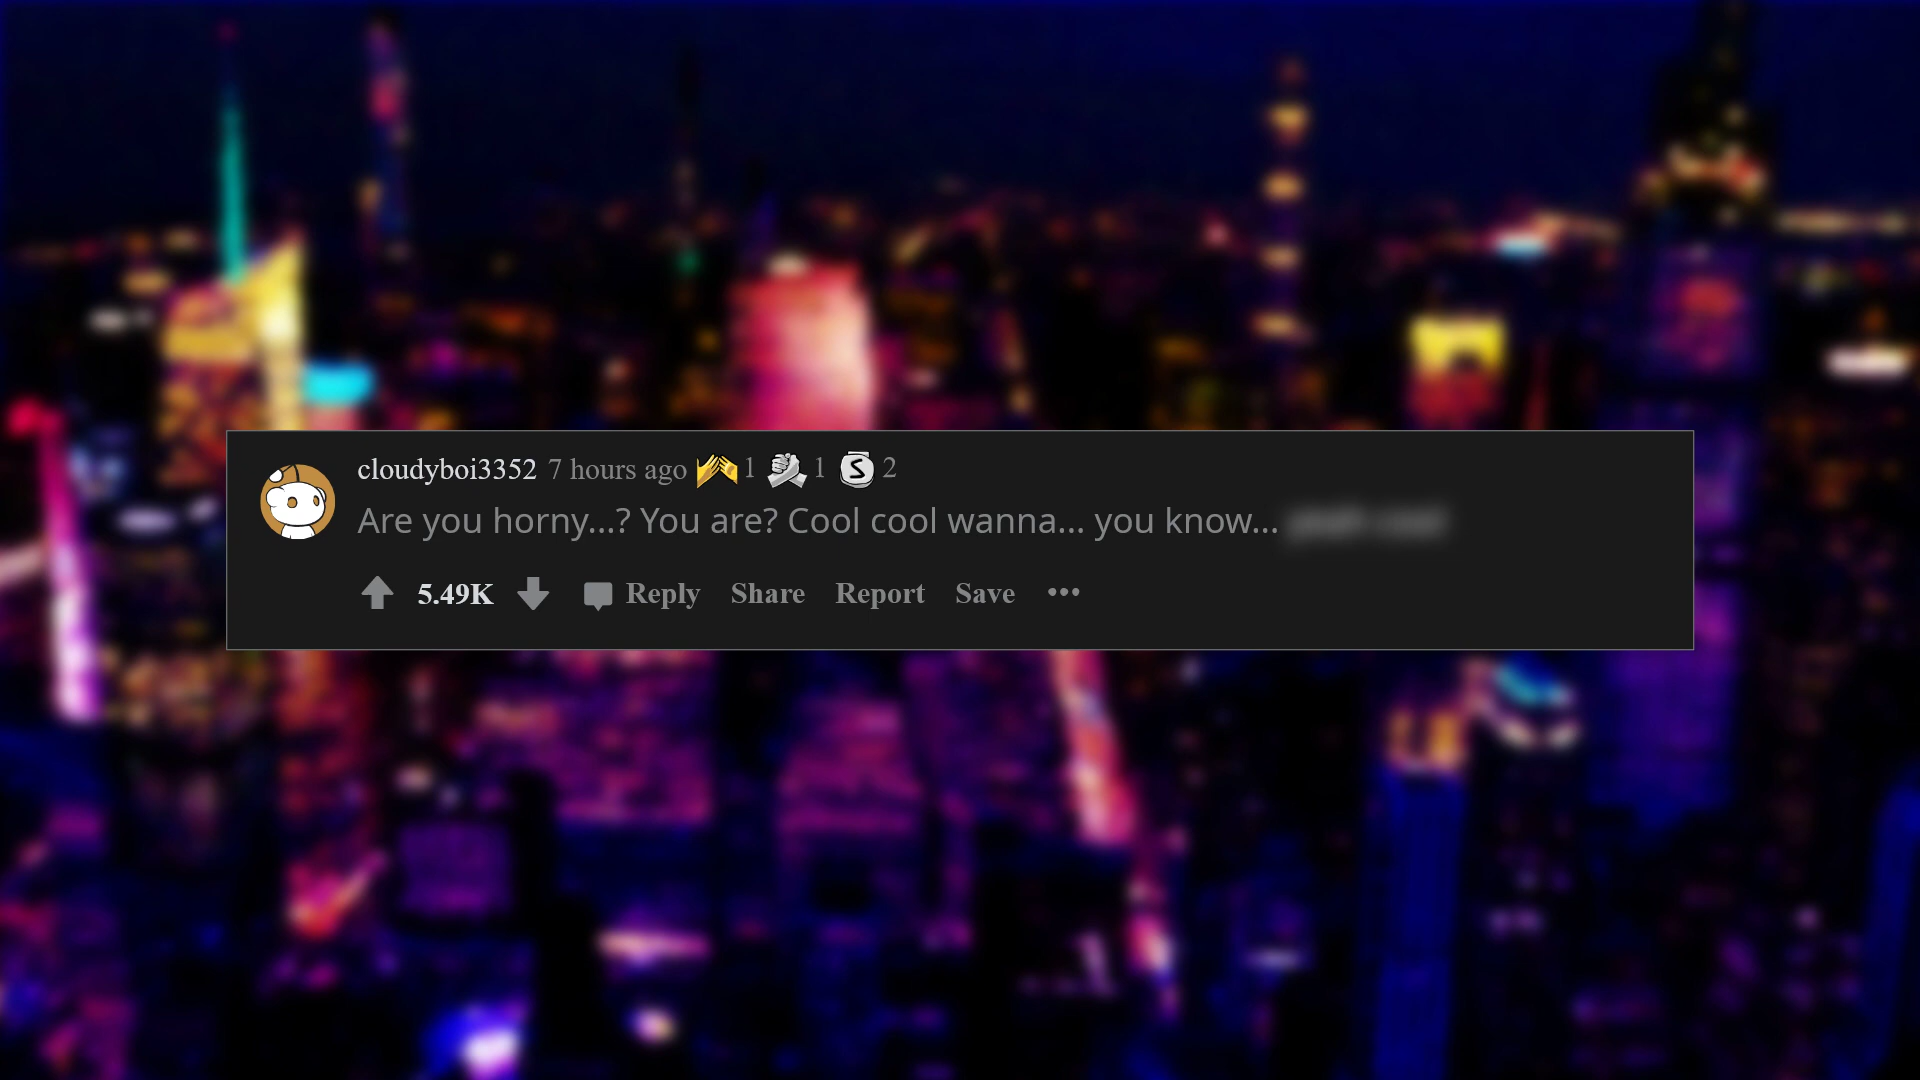 cloudyboi3352 7 hours ago 1 1 S 2
Are you horny...? You are? Cool cool wanna... you know...
5.49K Reply Share Report Save •••